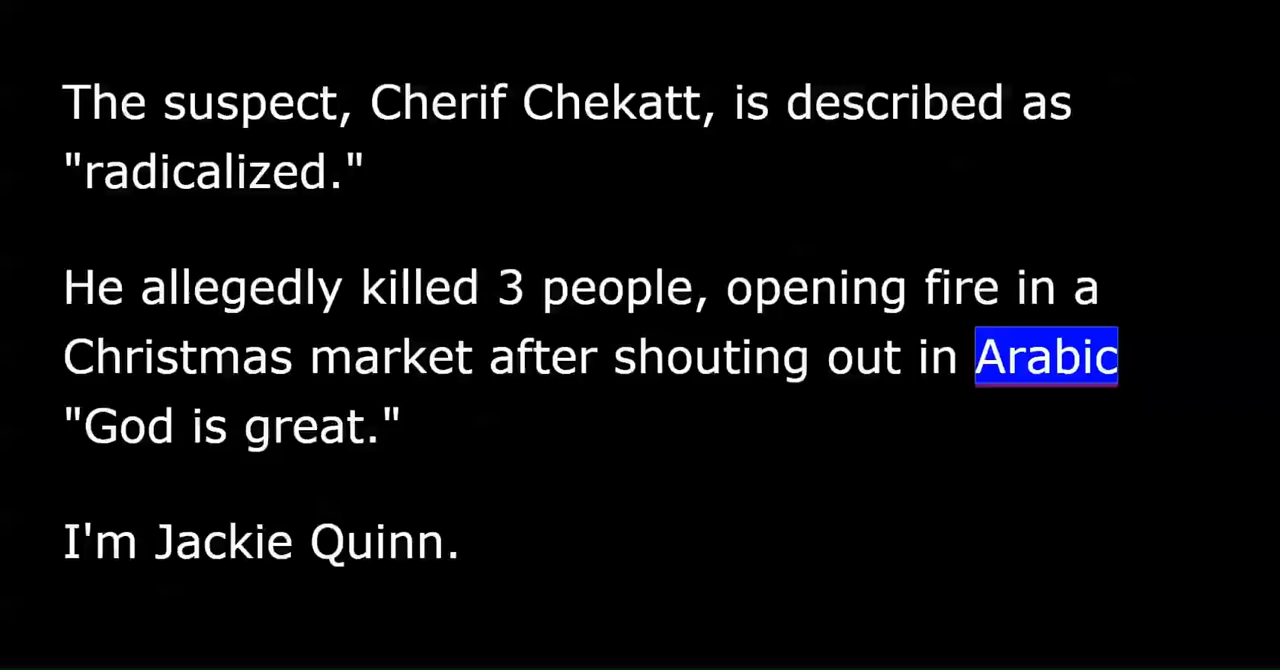 The suspect, Cherif Chekatt, is described as
"radicalized."
He allegedly killed 3 people, opening fire in a
Christmas market after shouting out in Arabic
"God is great."
I'm Jackie Quinn.